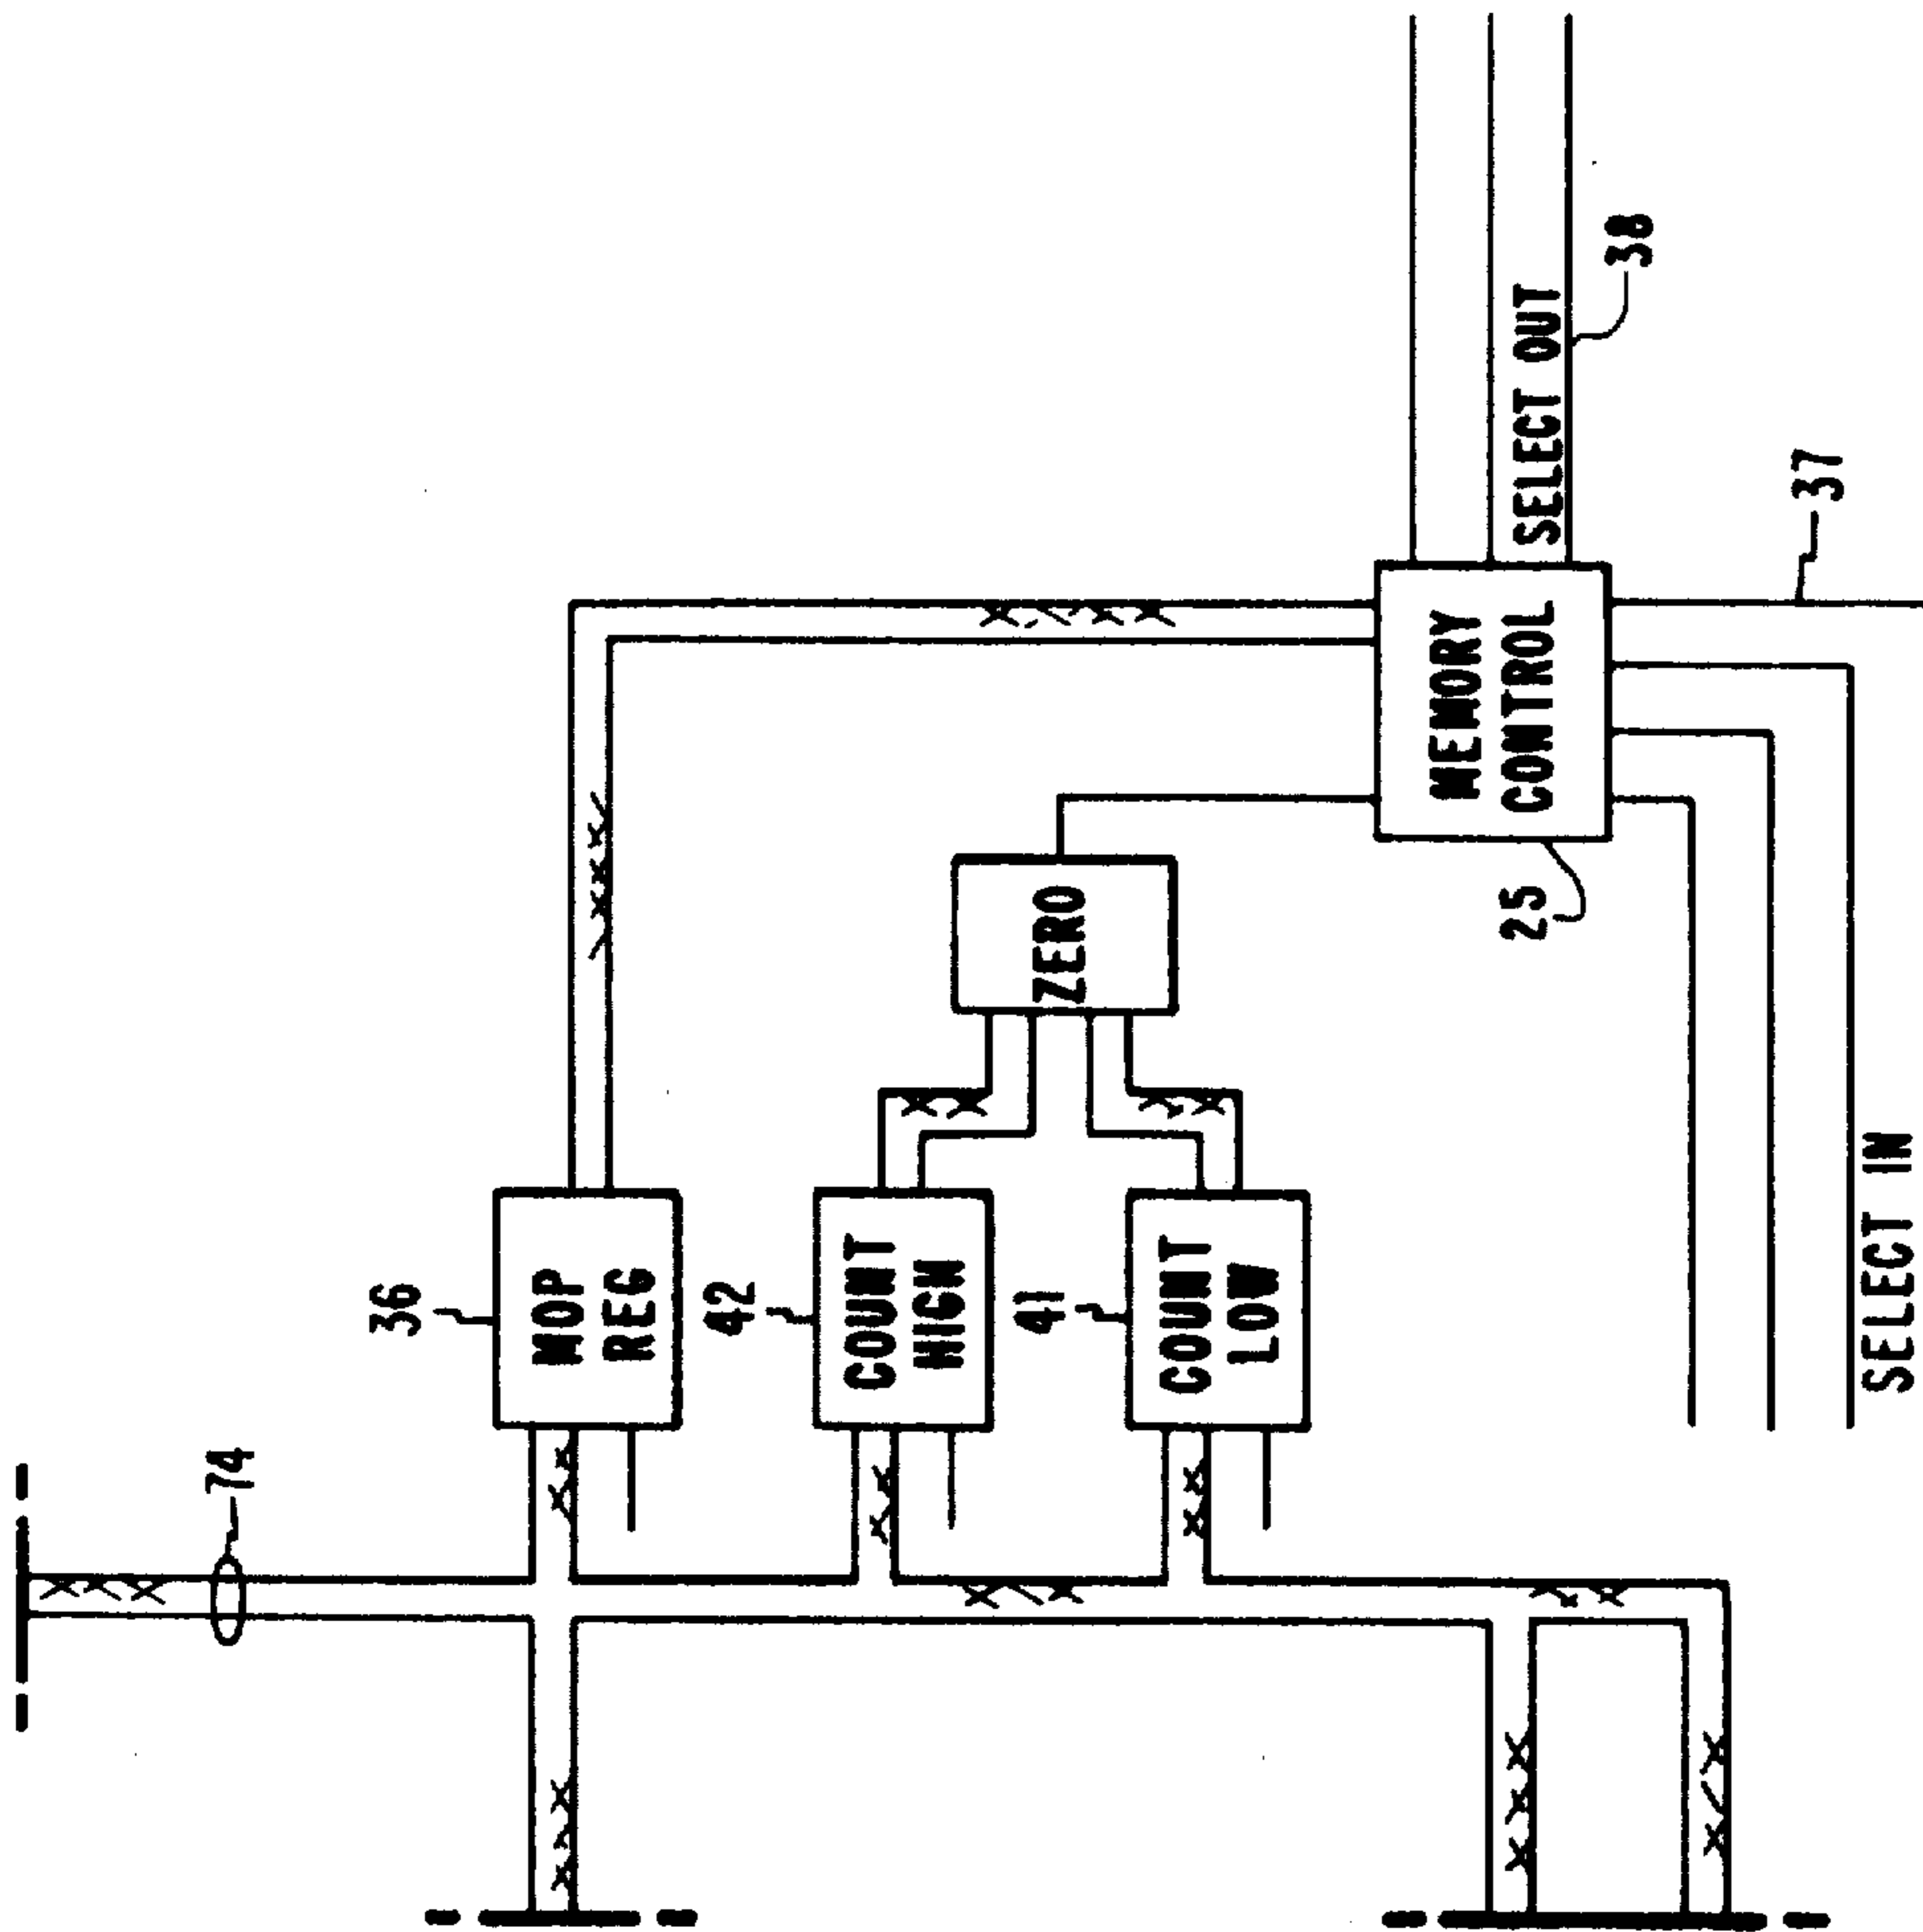 74
36
MOP
REG
42
COUNT
HIGH
41
COUNT
LOW
ZERO
MEMORY
CONTROL
25
SELECT OUT
38
37
SELECT IN